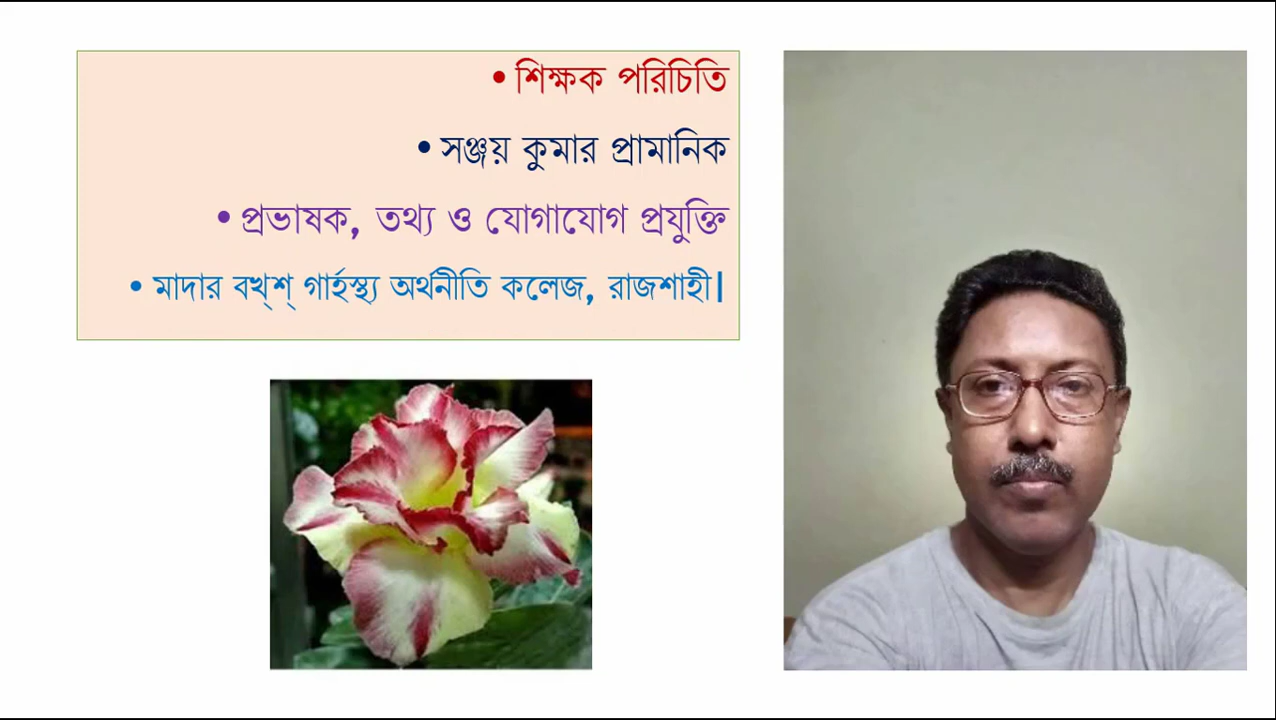 • শিক্ষক পরিচিতি
• সঞ্জয় কুমার প্রামানিক
• প্রভাষক, তথ্য ও যোগাযোগ প্রযুক্তি
• মাদার বখ্‌শ্‌ গার্হস্থ্য অর্থনীতি কলেজ, রাজশাহী।